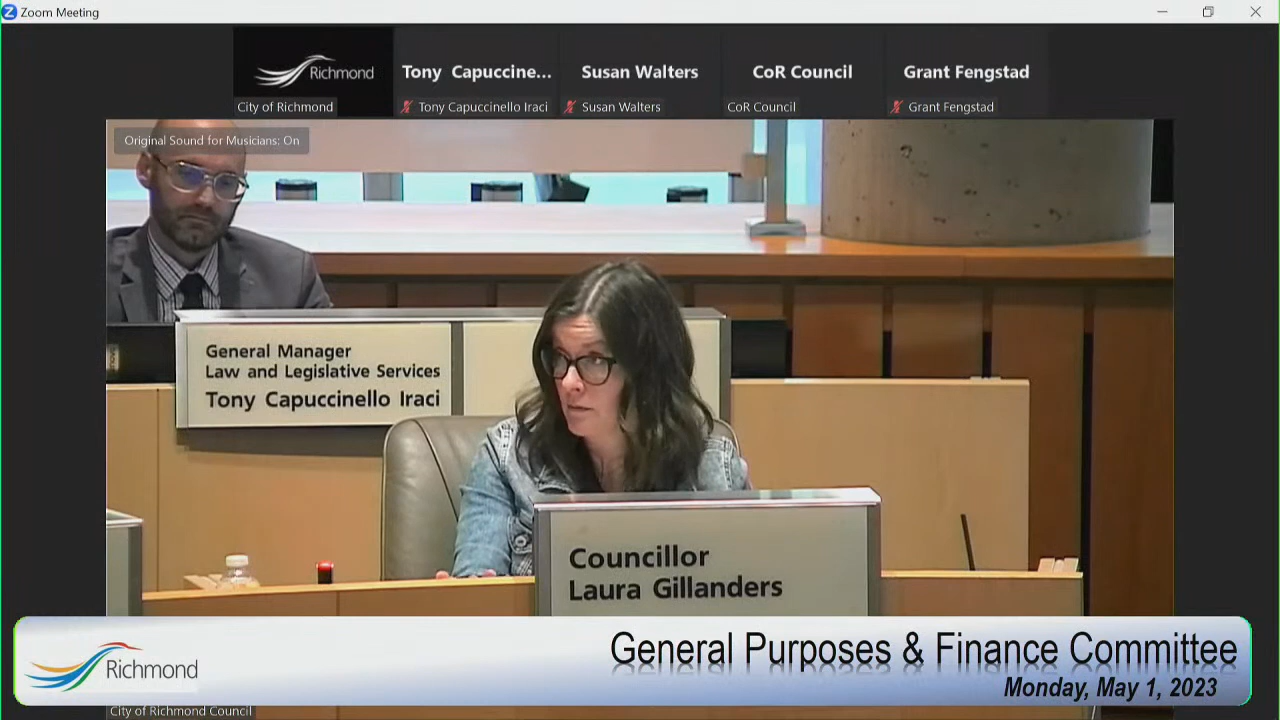 Zoom Meeting
Richmond
Tony Capuccine...
Susan Walters
CoR Council
Grant Fengstad
City of Richmond
Tony Capuccinello Iraci
Susan Walters
CoR Council
Grant Fengstad
Original Sound for Musicians: On
General Manager
Law and Legislative Services
Tony Capuccinello Iraci
Councillor
Laura Gillanders
General Purposes & Finance Committee
Richmond
Monday, May 1, 2023
City of Richmond Council